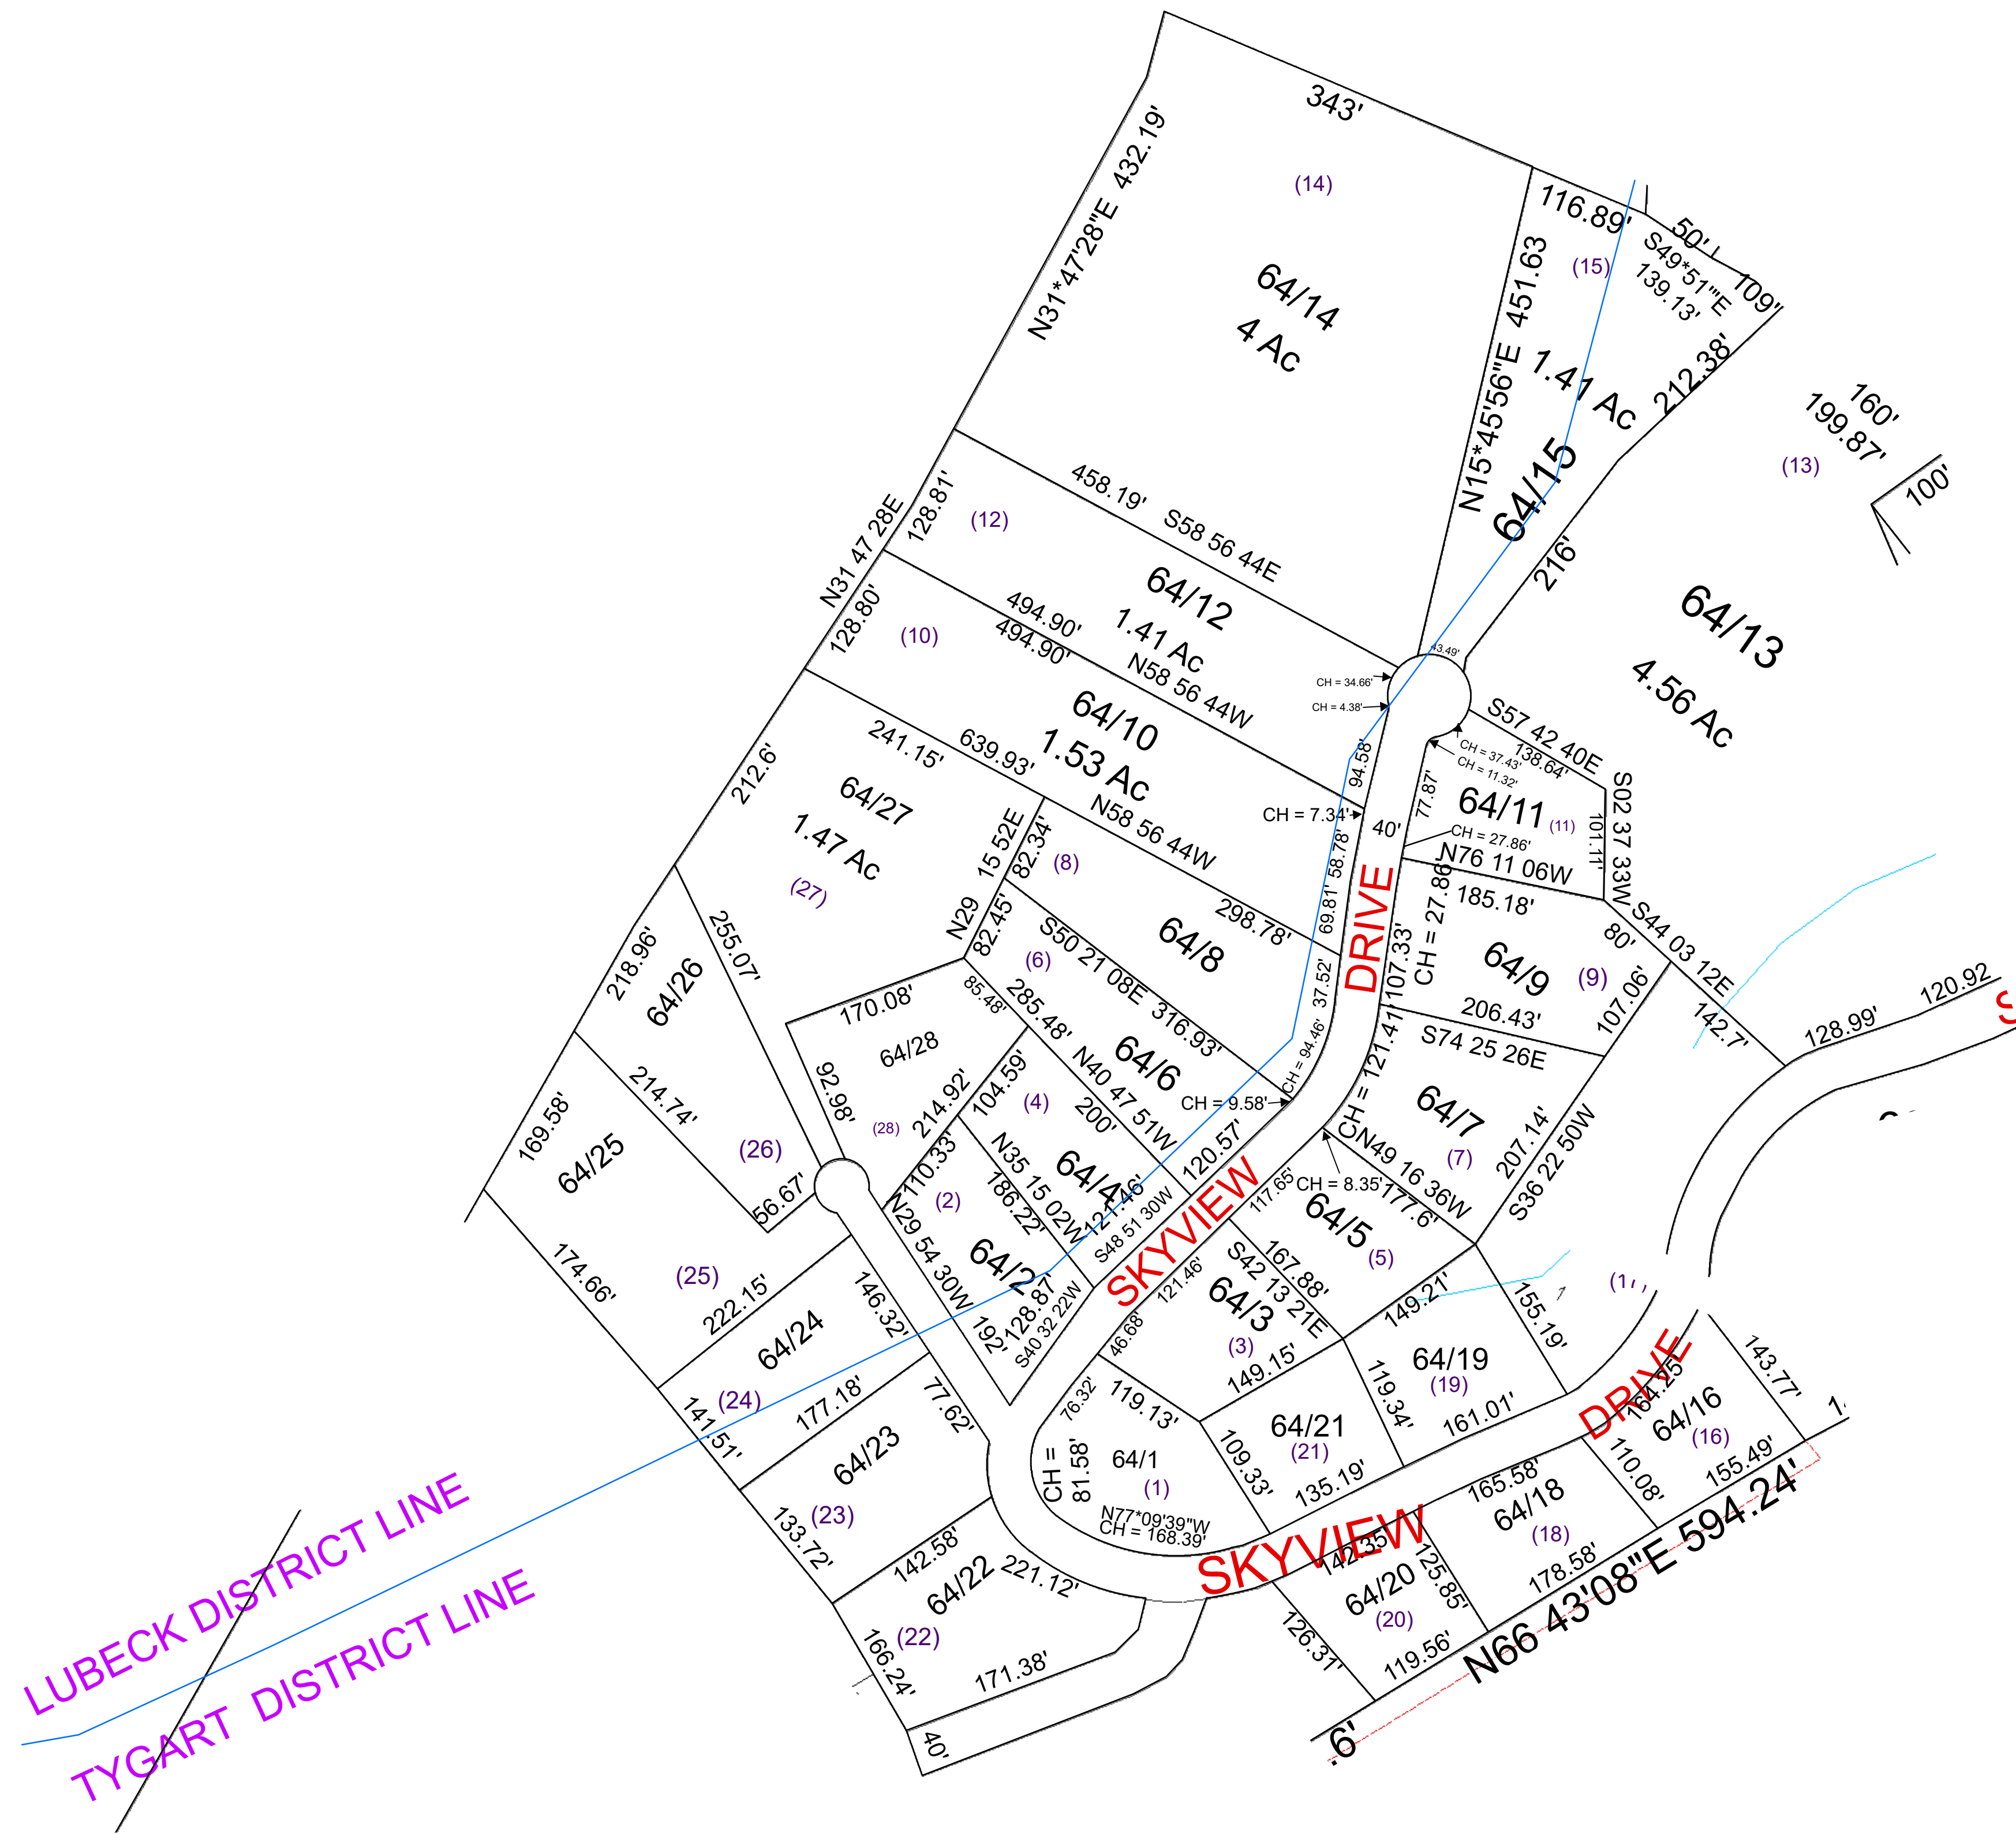 343'
N31*47'28"E 432.19'
(14)
64/14
4 Ac
116.89'
50'
(15)
S49*51'"E
139.13'
109"
N15*45'56"E 451.63
1.41 Ac
64/15
212.38'
216'
160'
199.87'
(13)
100'
64/13
4.56 Ac
458.19' S58 56 44E
128.81'
(12)
N31 47 28E
64/12
1.41 Ac
494.90'
494.90'
N58 56 44W
128.80'
(10)
64/10
1.53 Ac
43.49'
CH = 34.66'
CH = 4.38'
94.58'
CH = 7.34'
S57 42 40E
138.64'
CH = 37.43'
CH = 11.32'
77.87'
64/11
(11)
101.11'
S02 37 33W
CH = 27.86'
N76 11 06W
40'
241.15'
639.93'
N58 56 44W
212.6'
64/27
1.47 Ac
(27)
N29 15 52E
82.34'
(8)
64/8
298.78'
58.78'
69.81'
37.52'
DRIVE
CH = 27.86'
107.33'
185.18'
80'
S44 03 12E
64/9
(9)
206.43'
S74 25 26E
107.06'
142.7'
128.99'
120.92
S
255.07'
218.96'
64/26
82.45'
(6)
S50 21 08E 316.93'
85.48'
285.48'
N40 47 51W
64/6
CH = 94.46'
CH = 9.58'
CH = 121.41'
170.08'
64/28
92.98'
(28)
214.92'
104.59'
(4)
200'
64/4
64/7
(7)
207.14'
S36 22 50W
214.74'
169.58'
64/25
(26)
56.67'
110.33'
(2)
N35 15 02W
186.22'
121.46'
120.57'
S48 51 30W
SKYVIEW
117.65'
CH = 8.35'
N49 16 36W
177.6'
64/5
(5)
N29 54 30W
192'
64/2
128.87'
S40 32 22W
121.46'
167.88'
S42 13 21E
64/3
(3)
46.68'
149.15'
149.21'
155.19'
174.66'
(25)
222.15'
146.32'
64/24
(24)
141.51'
177.18'
77.62'
64/23
(23)
133.72'
142.58'
64/22
221.12'
(22)
166.24'
171.38'
40'
76.32'
119.13'
CH =
81.58'
64/1
(1)
N77*09'39"W
CH = 168.39'
109.33'
64/21
(21)
135.19'
119.34'
64/19
(19)
161.01'
DRIVE
164.25'
143.77'
64/16
(16)
110.08'
155.49'
SKYVIEW
142.35'
165.58'
64/18
(18)
178.58'
125.85'
64/20
(20)
126.31'
119.56'
N66 43'08"E 594.24'
.6'
LUBECK DISTRICT LINE
TYGART DISTRICT LINE